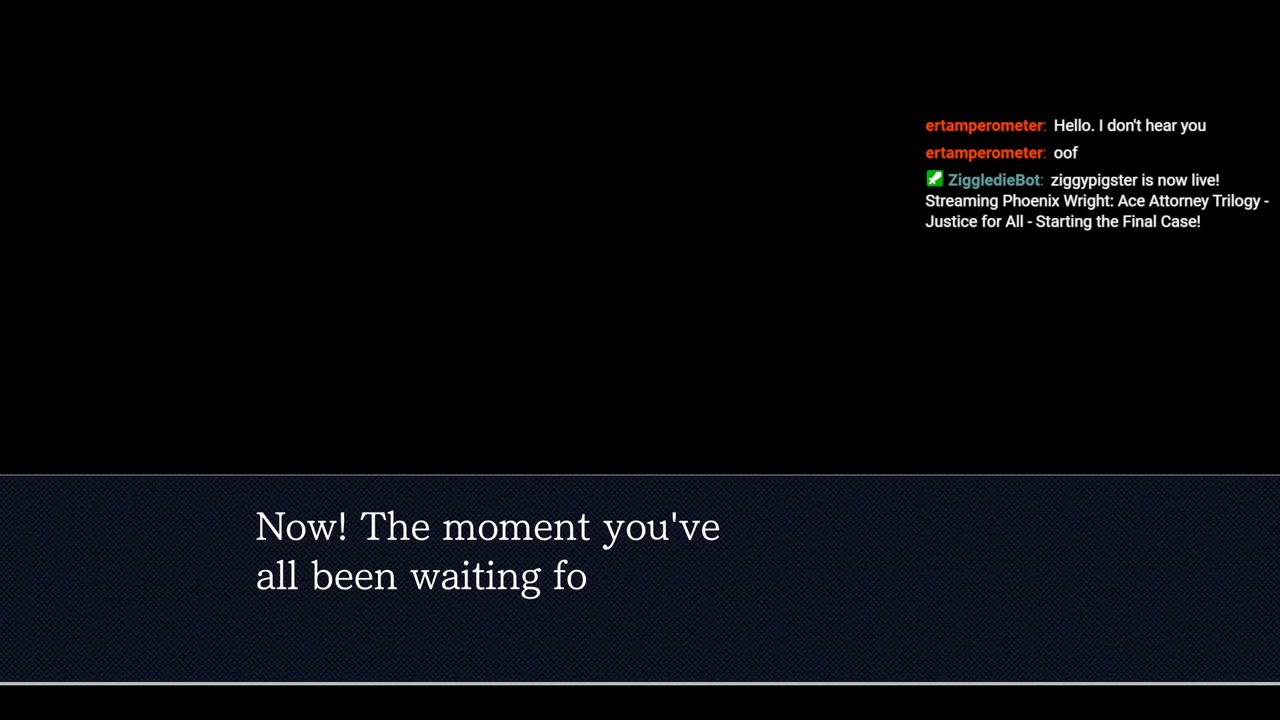 ertamperometer: Hello. I don't hear you
ertamperometer: oof
ZiggledieBot: ziggypigster is now live!
Streaming Phoenix Wright: Ace Attorney Trilogy -
Justice for All - Starting the Final Case!
Now! The moment you've
all been waiting fo